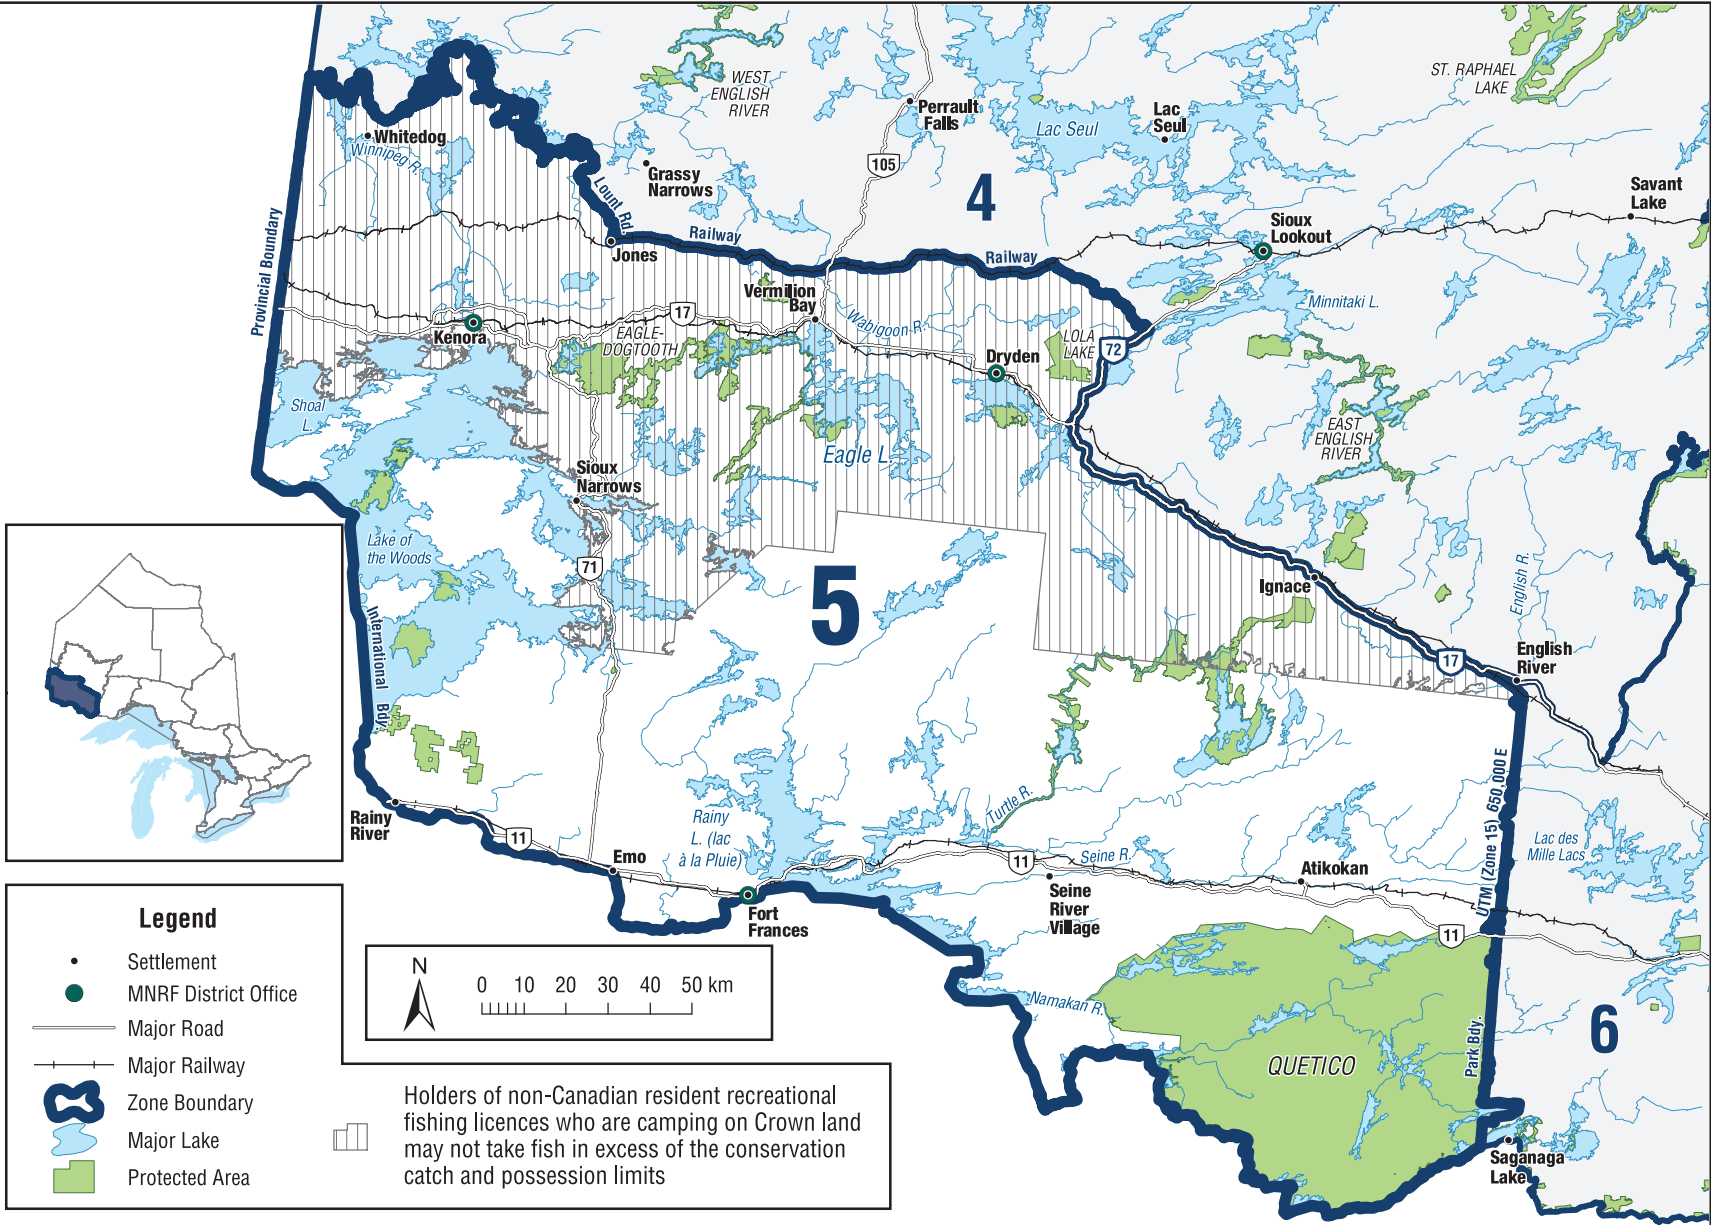 WEST
ENGLISH
RIVER
Perrault
Falls
Lac Seul
Lac
Seul
ST. RAPHAEL
LAKE
Whitedog
Winnipeg R.
105
Grassy
Narrows
4
Savant
Lake
Lount Rd.
Sioux
Lookout
Railway
Railway
Jones
Provincial Boundary
Vermilion
Bay
Minnitaki L.
17
Wabigoon R.
Kenora
EAGLE-
DOGTOOTH
LOLA
LAKE
72
Dryden
Shoal
L.
EAST
ENGLISH
RIVER
Eagle L.
Sioux
Narrows
Lake of
the Woods
71
5
Ignace
English R.
International Bdy.
English
River
17
UTM (Zone 15) 650,000 E
Rainy
River
11
Rainy
L. (lac
à la Pluie)
Turtle R.
Lac des
Mille Lacs
Emo
11
Seine R.
Atikokan
Seine
River
Village
Fort
Frances
11
Namakan R.
QUETICO
Park Bdy.
6
Saganaga
Lake
Legend
Settlement
MNRF District Office
Major Road
Major Railway
Zone Boundary
Major Lake
Protected Area
N
0 10 20 30 40 50 km
Holders of non-Canadian resident recreational
fishing licences who are camping on Crown land
may not take fish in excess of the conservation
catch and possession limits